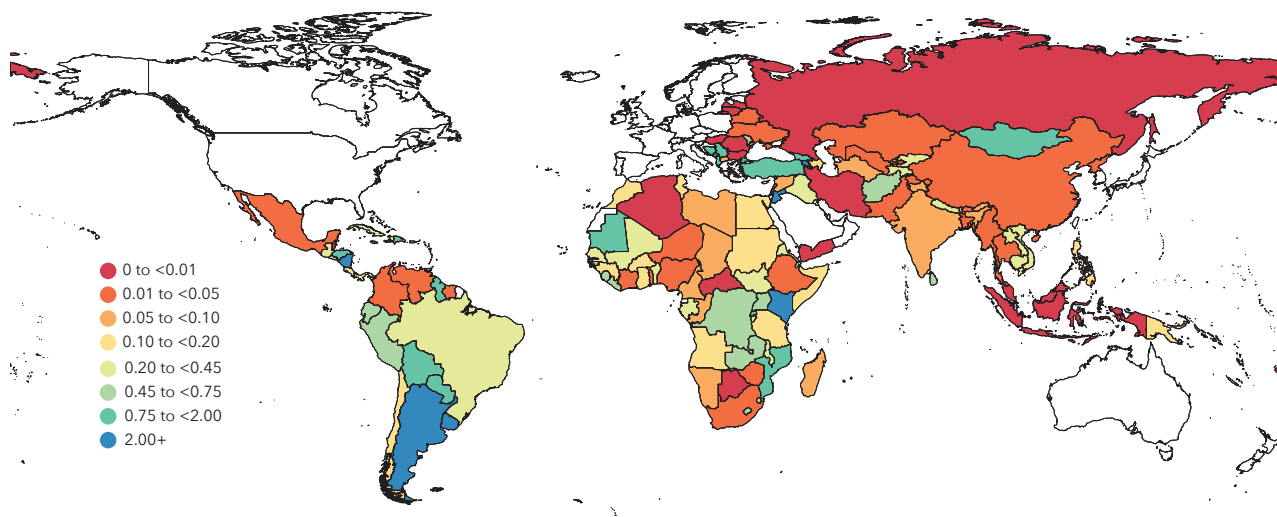 0 to <0.01
0.01 to <0.05
0.05 to <0.10
0.10 to <0.20
0.20 to <0.45
0.45 to <0.75
0.75 to <2.00
2.00+